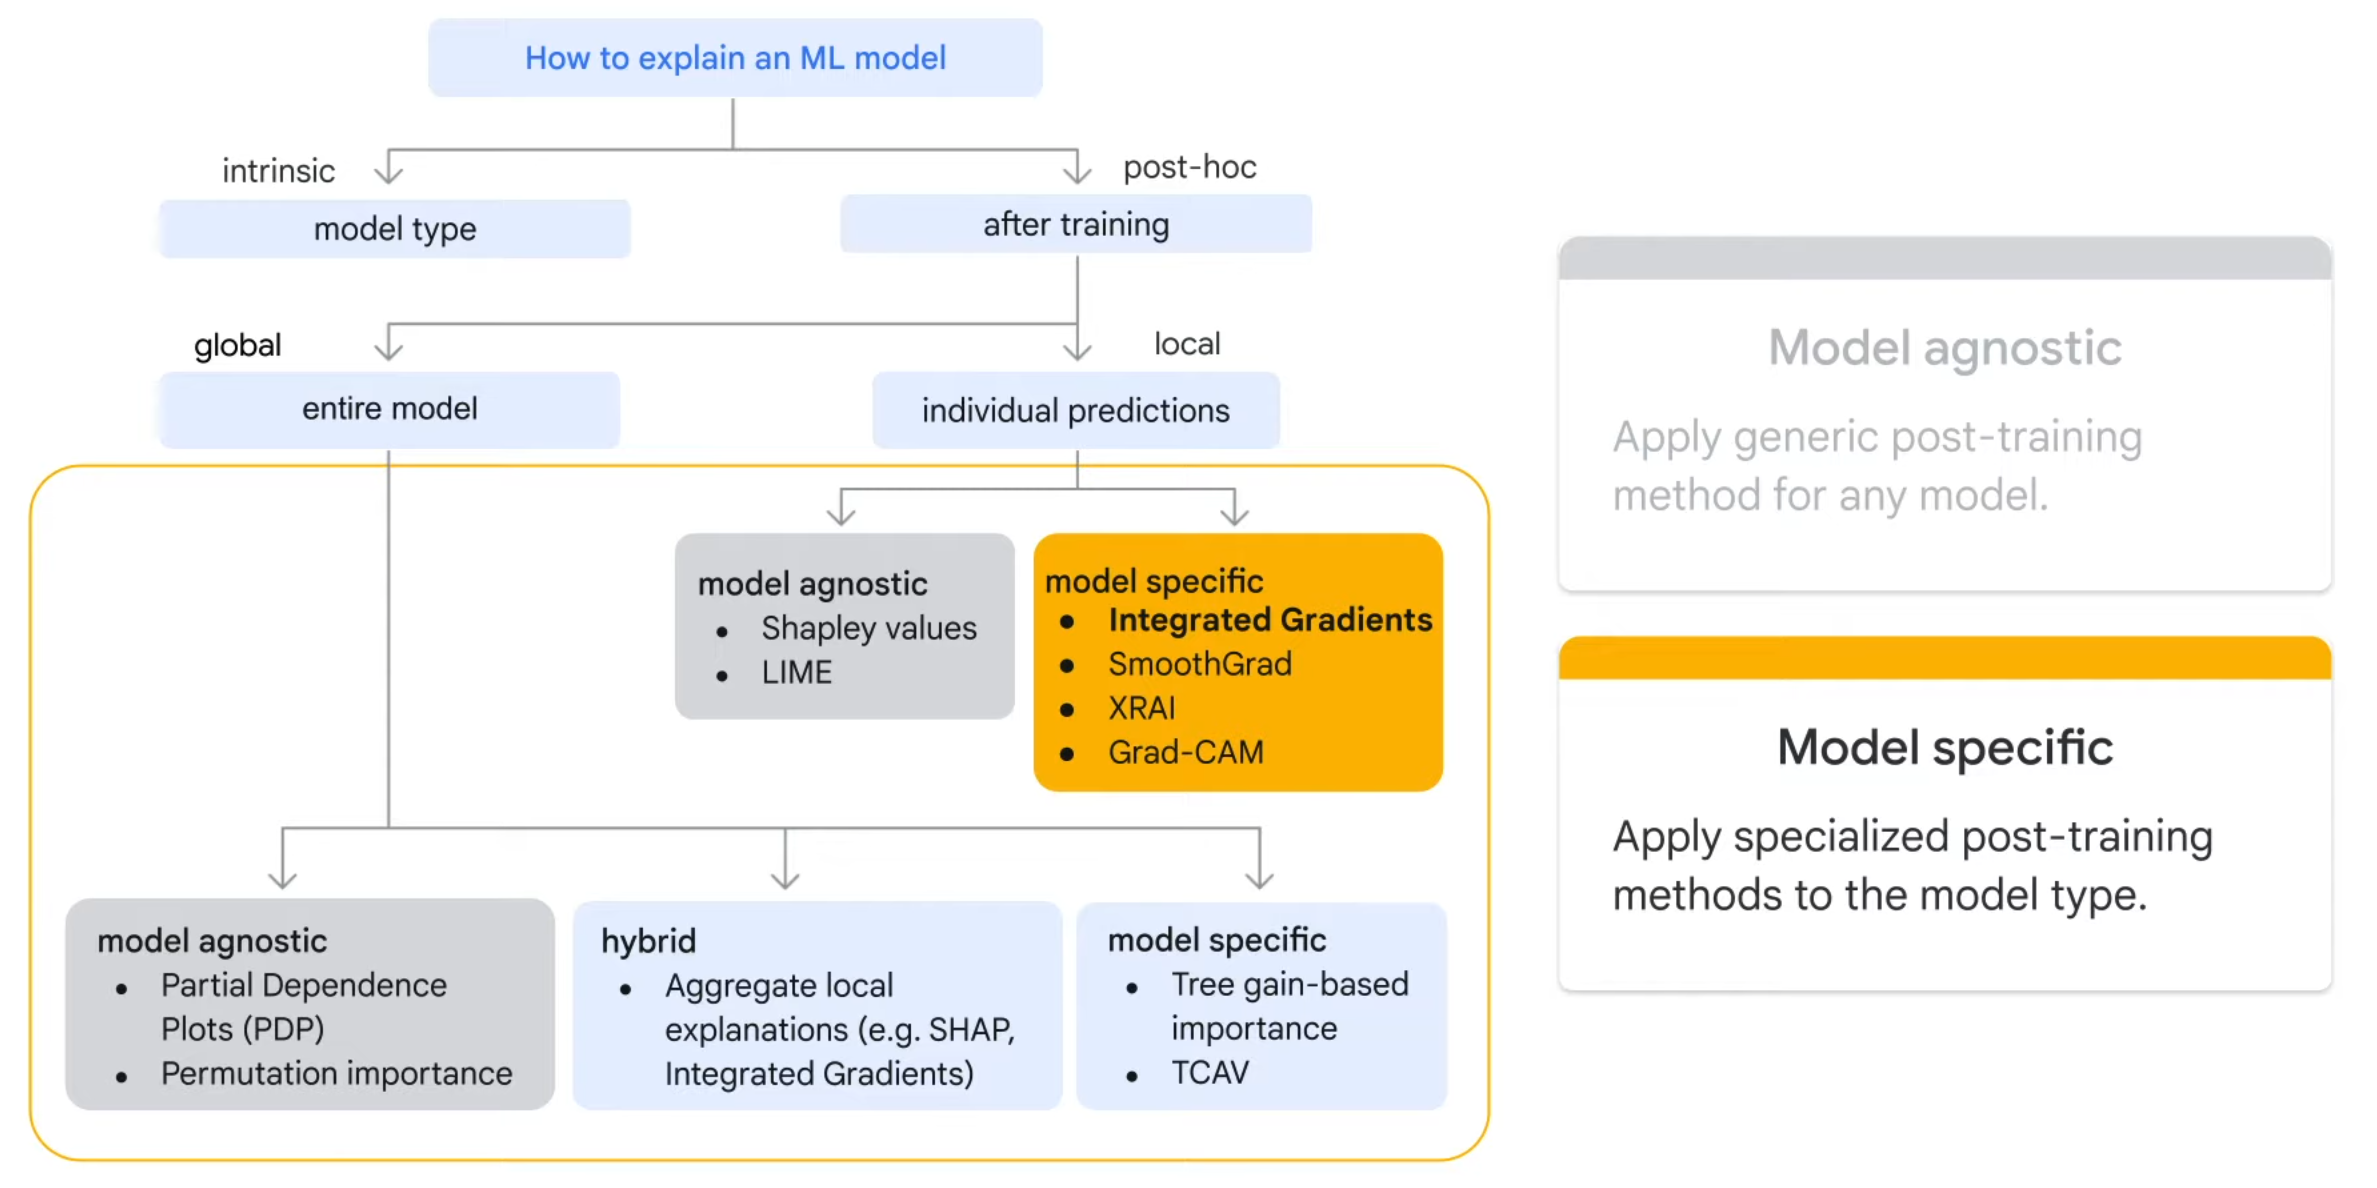 How to explain an ML model
intrinsic
post-hoc
model type
after training
global
local
entire model
individual predictions
model agnostic
● Shapley values
● LIME
model specific
● Integrated Gradients
● SmoothGrad
● XRAI
● Grad-CAM
model agnostic
● Partial Dependence
Plots (PDP)
● Permutation importance
hybrid
● Aggregate local
explanations (e.g. SHAP,
Integrated Gradients)
model specific
● Tree gain-based
importance
● TCAV
Model agnostic
Apply generic post-training
method for any model.
Model specific
Apply specialized post-training
methods to the model type.